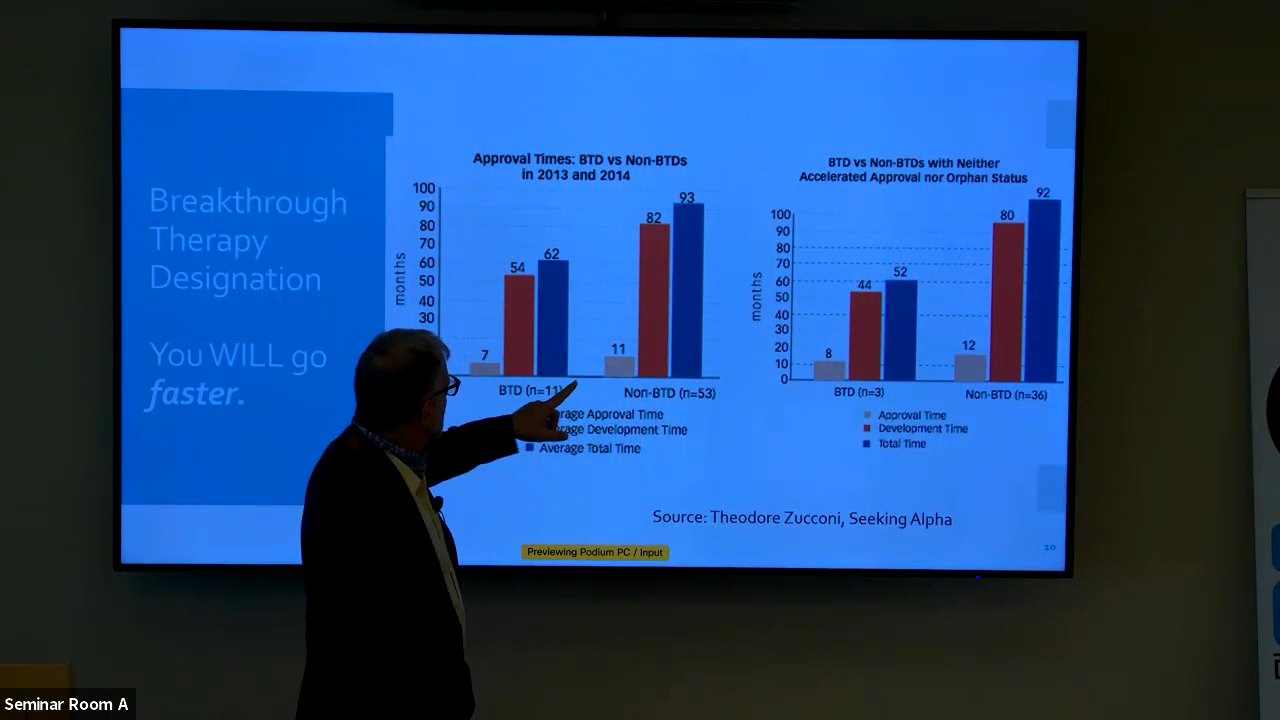 Breakthrough
Therapy
Designation
You WILL go
faster.
Approval Times: BTD vs Non-BTDs
in 2013 and 2014
months
100
90
80
70
60
50
40
30
7
54
62
11
82
93
BTD (n=11)
Non-BTD (n=53)
Approval Time
Development Time
Average Total Time
BTD vs Non-BTDs with Neither
Accelerated Approval nor Orphan Status
months
100
90
80
70
60
50
40
30
20
10
0
8
44
52
12
80
92
BTD (n=3)
Non-BTD (n=36)
Approval Time
Development Time
Total Time
Source: Theodore Zucconi, Seeking Alpha
10
Previewing Podium PC / Input
Seminar Room A